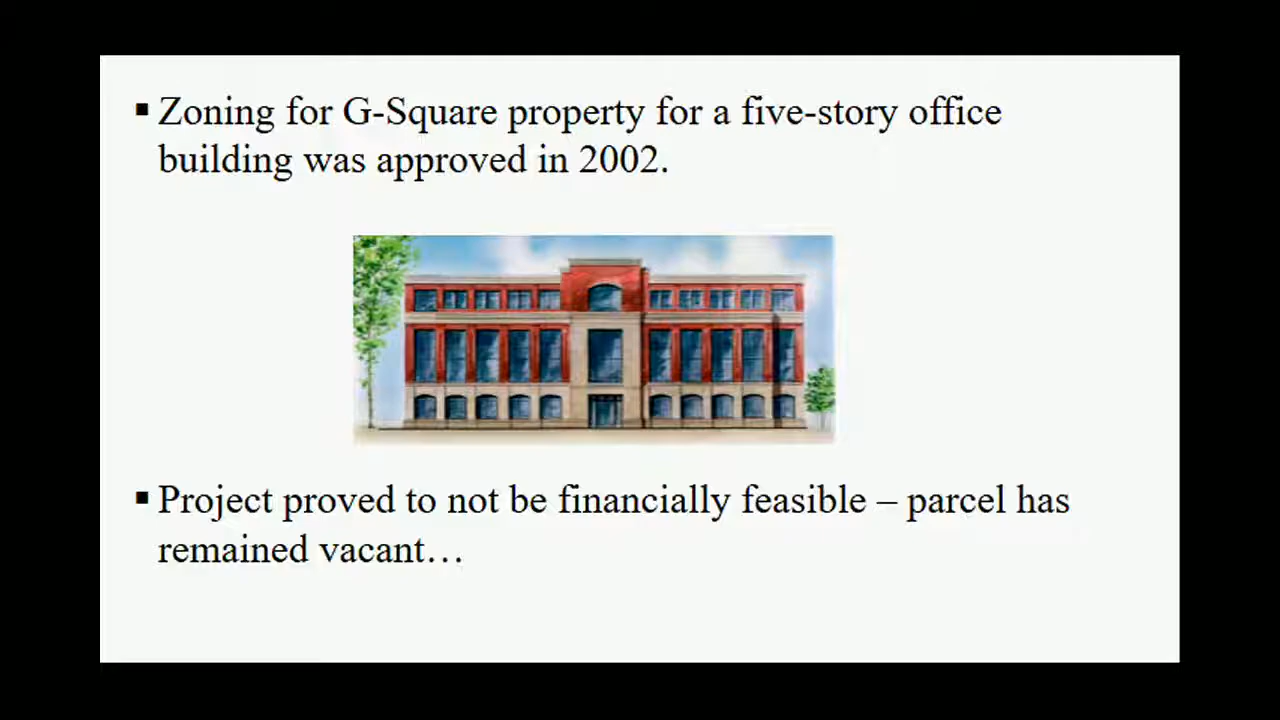 ▪ Zoning for G-Square property for a five-story office
building was approved in 2002.
▪ Project proved to not be financially feasible – parcel has
remained vacant…